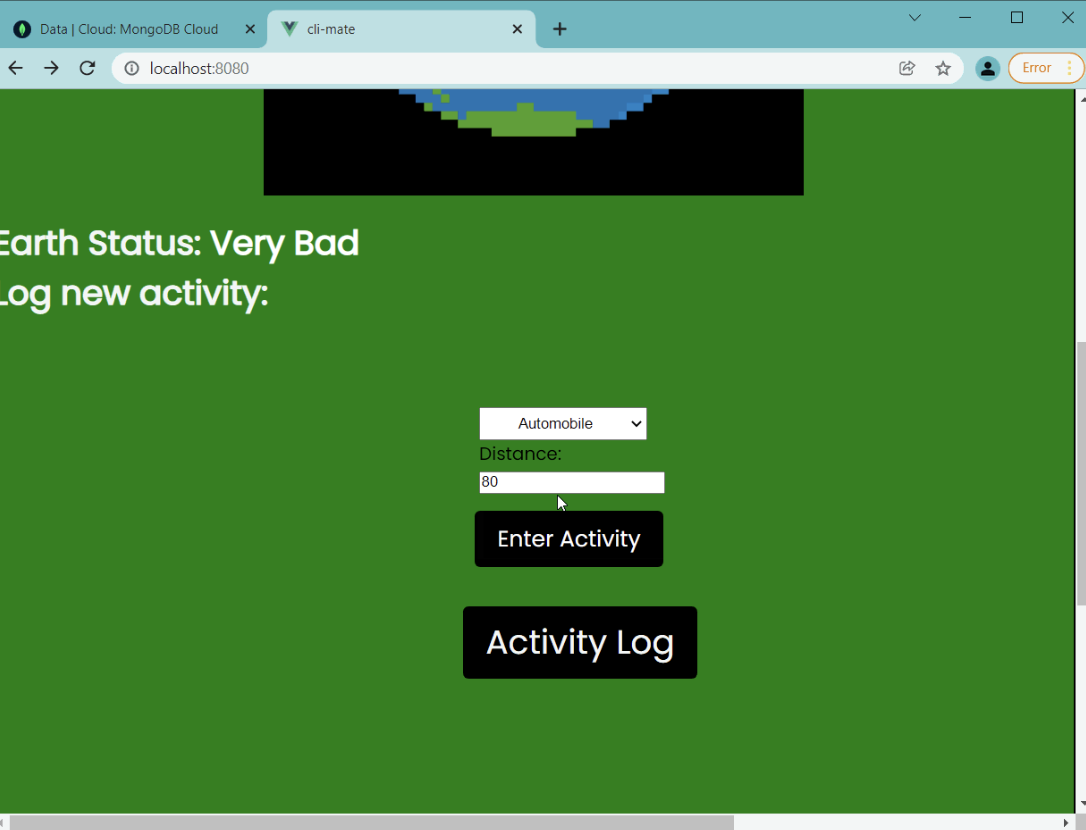 Data | Cloud: MongoDB Cloud
cli-mate
localhost:8080
Error
Earth Status: Very Bad
Log new activity:
Automobile
Distance:
80
Enter Activity
Activity Log